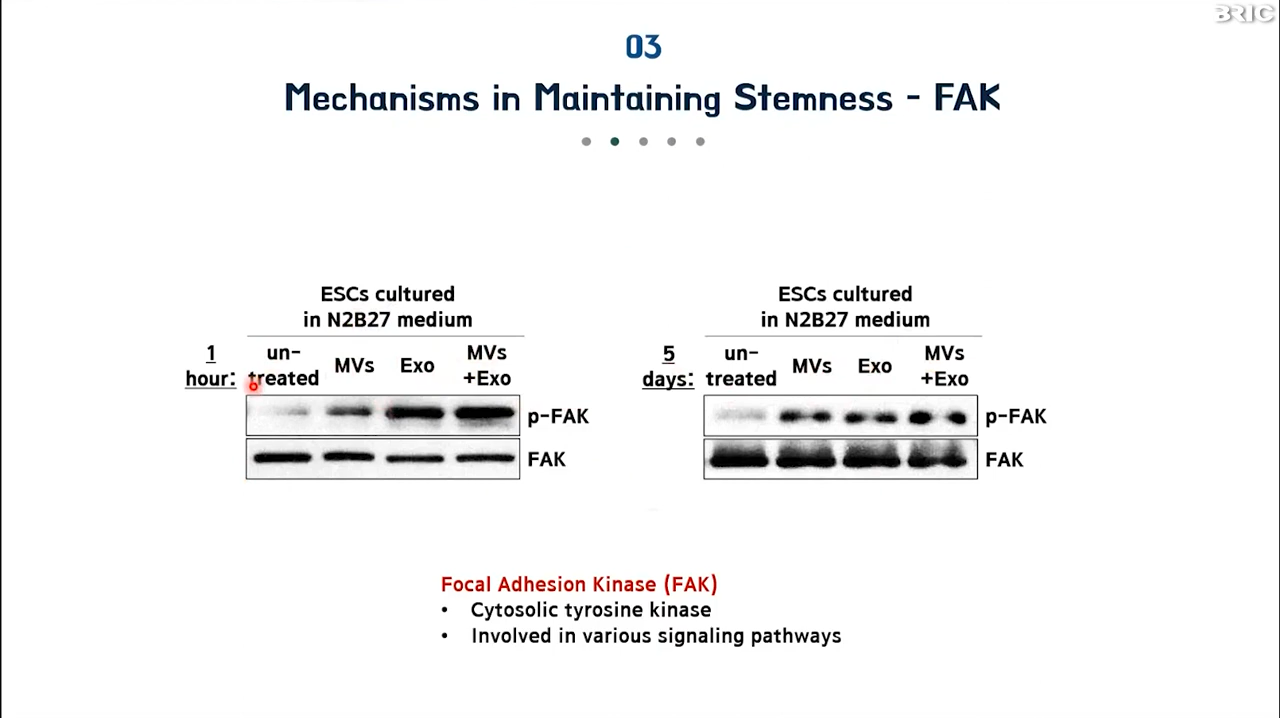 BRIC
03
Mechanisms in Maintaining Stemness - FAK
ESCs cultured
in N2B27 medium
1
hour:
un-
treated
MVs
Exo
MVs
+Exo
p-FAK
FAK
ESCs cultured
in N2B27 medium
5
days:
un-
treated
MVs
Exo
MVs
+Exo
p-FAK
FAK
Focal Adhesion Kinase (FAK)
• Cytosolic tyrosine kinase
• Involved in various signaling pathways